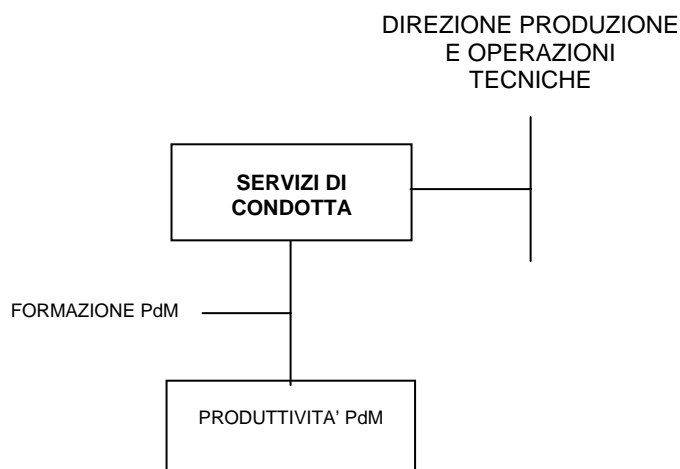 DIREZIONE PRODUZIONE
E OPERAZIONI
TECNICHE
SERVIZI DI
CONDOTTA
FORMAZIONE PdM
PRODUTTIVITA' PdM